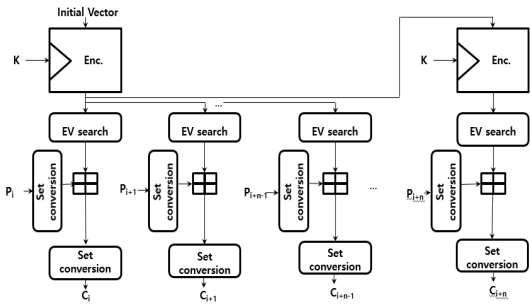 Initial Vector
K
Enc.
K
Enc.
...
EV search
EV search
EV search
EV search
Pi
Set conversion
Pi+1
Set conversion
Pi+n-1
Set conversion
...
Pi+n
Set conversion
Set
conversion
Set
conversion
Set
conversion
Set
conversion
Ci
Ci+1
Ci+n-1
Ci+n